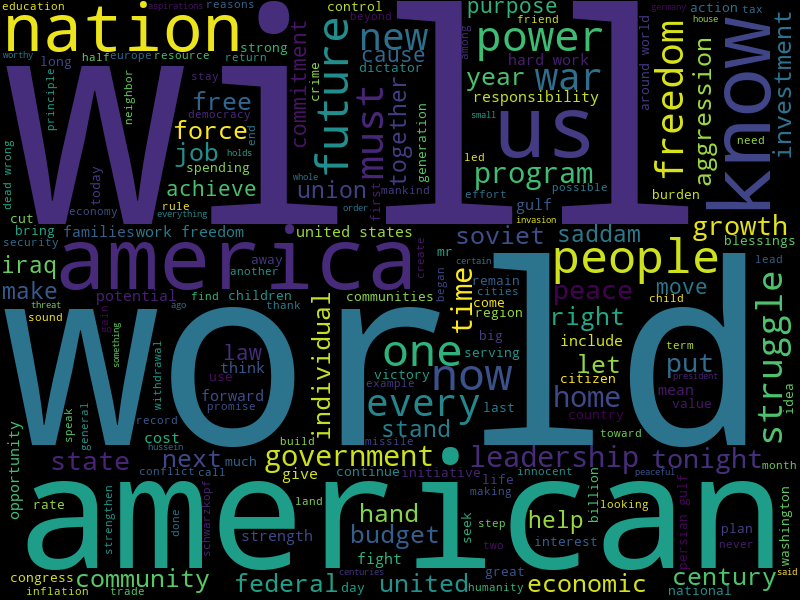 education
aspirations
reasons
nation
long
half
europe
resource
strong
return
worthy
control
beyond
friend
purpose
action
tax
germany
house
will
commitment
crime
future
new
cause
dictator
among
power
hard work
year
war
responsibility
around world
freedom
aggression
know
investment
principle
neighbor
stay
free
democracy
force
end
job
holds
spending
whole
achieve
must
together
generation
small
led
us
program
need
dead wrong
today
economy
rule
everything
union
first
mankind
order
effort
possible
gulf
invasion
burden
cut
bring
families
work freedom
united states
security
america
away
another
create
soviet
saddam
mr
certain
growth
blessings
people
lead
iraq
make
threat
sound
potential
gain
ago
find
children
thank
communities
began
time
remain
cities
come
region
peace
move
child
right
struggle
world
something
withdrawal
law
think
use
forward
promise
individual
one
now
big
serving
victory
example
every
last
stand
include
let
citizen
home
country
term
put
president
mean
value
idea
toward
opportunity
speak
general
record
cost
hussein
build
missile
state
next
conflict
call
much
government
give
continue
initiative
leadership
innocent
tonight
peaceful
month
american
rate
strengthen
done
schwarzkopf
strength
land
hand
budget
fight
seek
life
making
step
two
help
interest
billion
looking
persian gulf
plan
never
washington
congress
inflation
community
trade
federal
centuries
day
united
great
humanity
economic
century
national
said